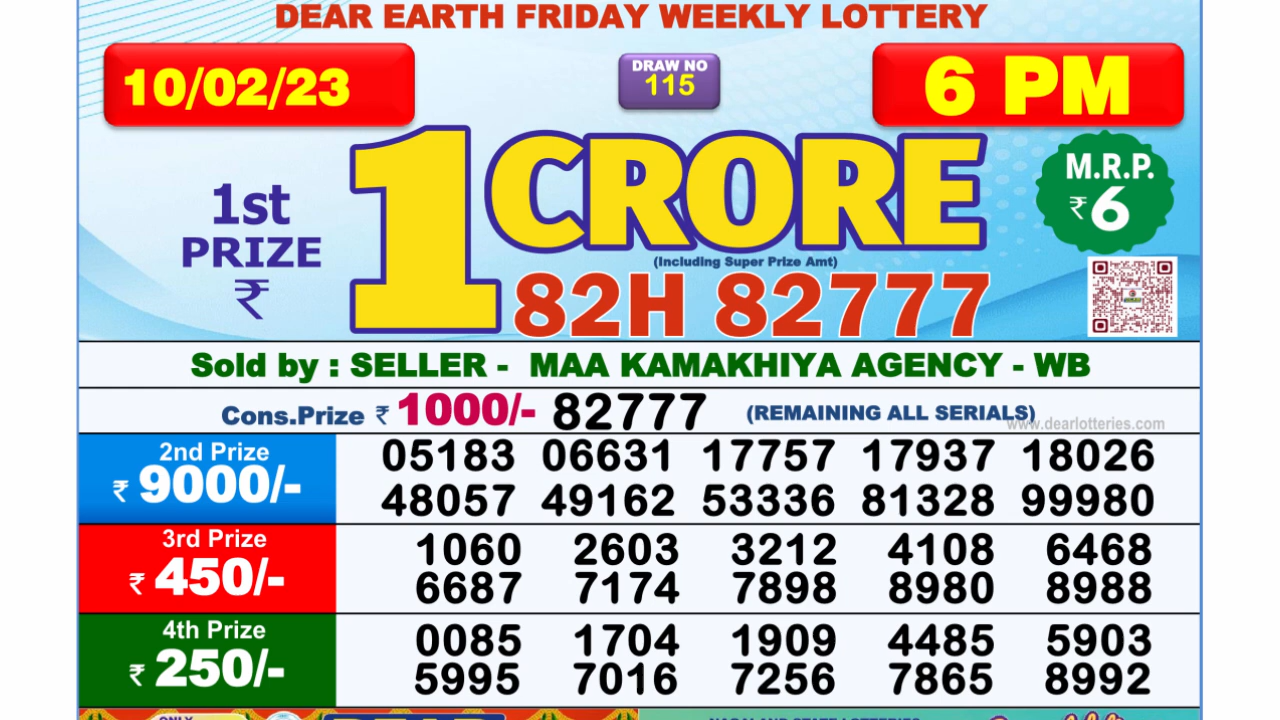 DEAR EARTH FRIDAY WEEKLY LOTTERY
10/02/23
DRAW NO
115
6 PM
1st
PRIZE
₹
1 CRORE
(Including Super Prize Amt)
M.R.P.
₹ 6
82H 82777
Sold by : SELLER - MAA KAMAKHIYA AGENCY - WB
Cons.Prize ₹ 1000/- 82777 (REMAINING ALL SERIALS)
www.dearlotteries.com
2nd Prize
₹ 9000/-
05183 06631 17757 17937 18026
48057 49162 53336 81328 99980
3rd Prize
₹ 450/-
1060 2603 3212 4108 6468
6687 7174 7898 8980 8988
4th Prize
₹ 250/-
0085 1704 1909 4485 5903
5995 7016 7256 7865 8992